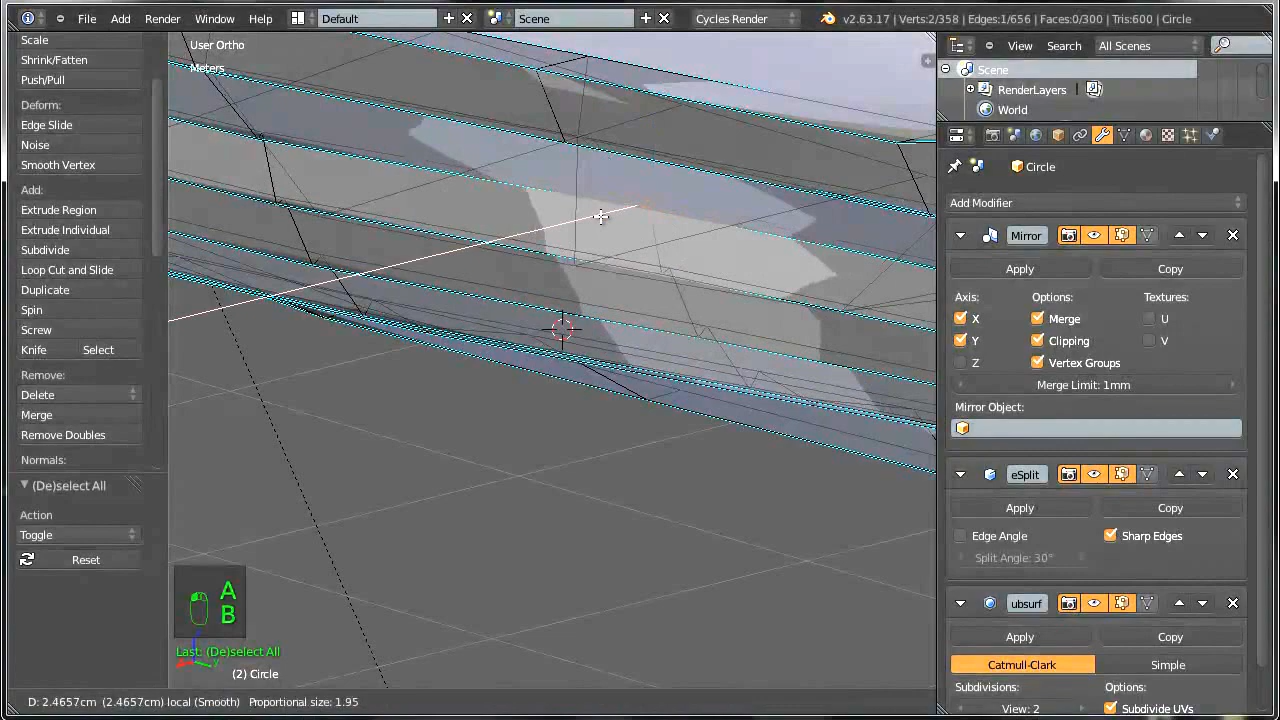 File Add Render Window Help Default Scene Cycles Render v2.63.17 | Verts:2/358 | Edges:1/656 | Faces:0/300 | Tris:600 | Circle
Scale
Shrink/Fatten
Push/Pull
Deform:
Edge Slide
Noise
Smooth Vertex
Add:
Extrude Region
Extrude Individual
Subdivide
Loop Cut and Slide
Duplicate
Spin
Screw
Knife Select
Remove:
Delete
Merge
Remove Doubles
Normals:
(De)select All
Action
Toggle
Reset
User Ortho
Meters
A
B
Last: (De)select All
(2) Circle
D: 2.4657cm (2.4657cm) local (Smooth) Proportional size: 1.95
View Search All Scenes
Scene
RenderLayers |
World
Circle
Add Modifier
Mirror
Apply Copy
Axis: Options: Textures:
X Merge U
Y Clipping V
Z Vertex Groups
Merge Limit: 1mm
Mirror Object:
eSplit
Apply Copy
Edge Angle Sharp Edges
Split Angle: 30°
ubsurf
Apply Copy
Catmull-Clark Simple
Subdivisions: Options:
View: 2 Subdivide UVs